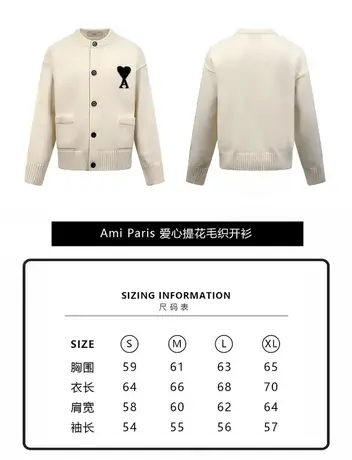 A
Ami Paris 爱心提花毛织开衫
SIZING INFORMATION
尺码表
SIZE S M L XL
胸围 59 61 63 65
衣长 64 66 68 70
肩宽 58 60 62 64
袖长 54 55 56 57